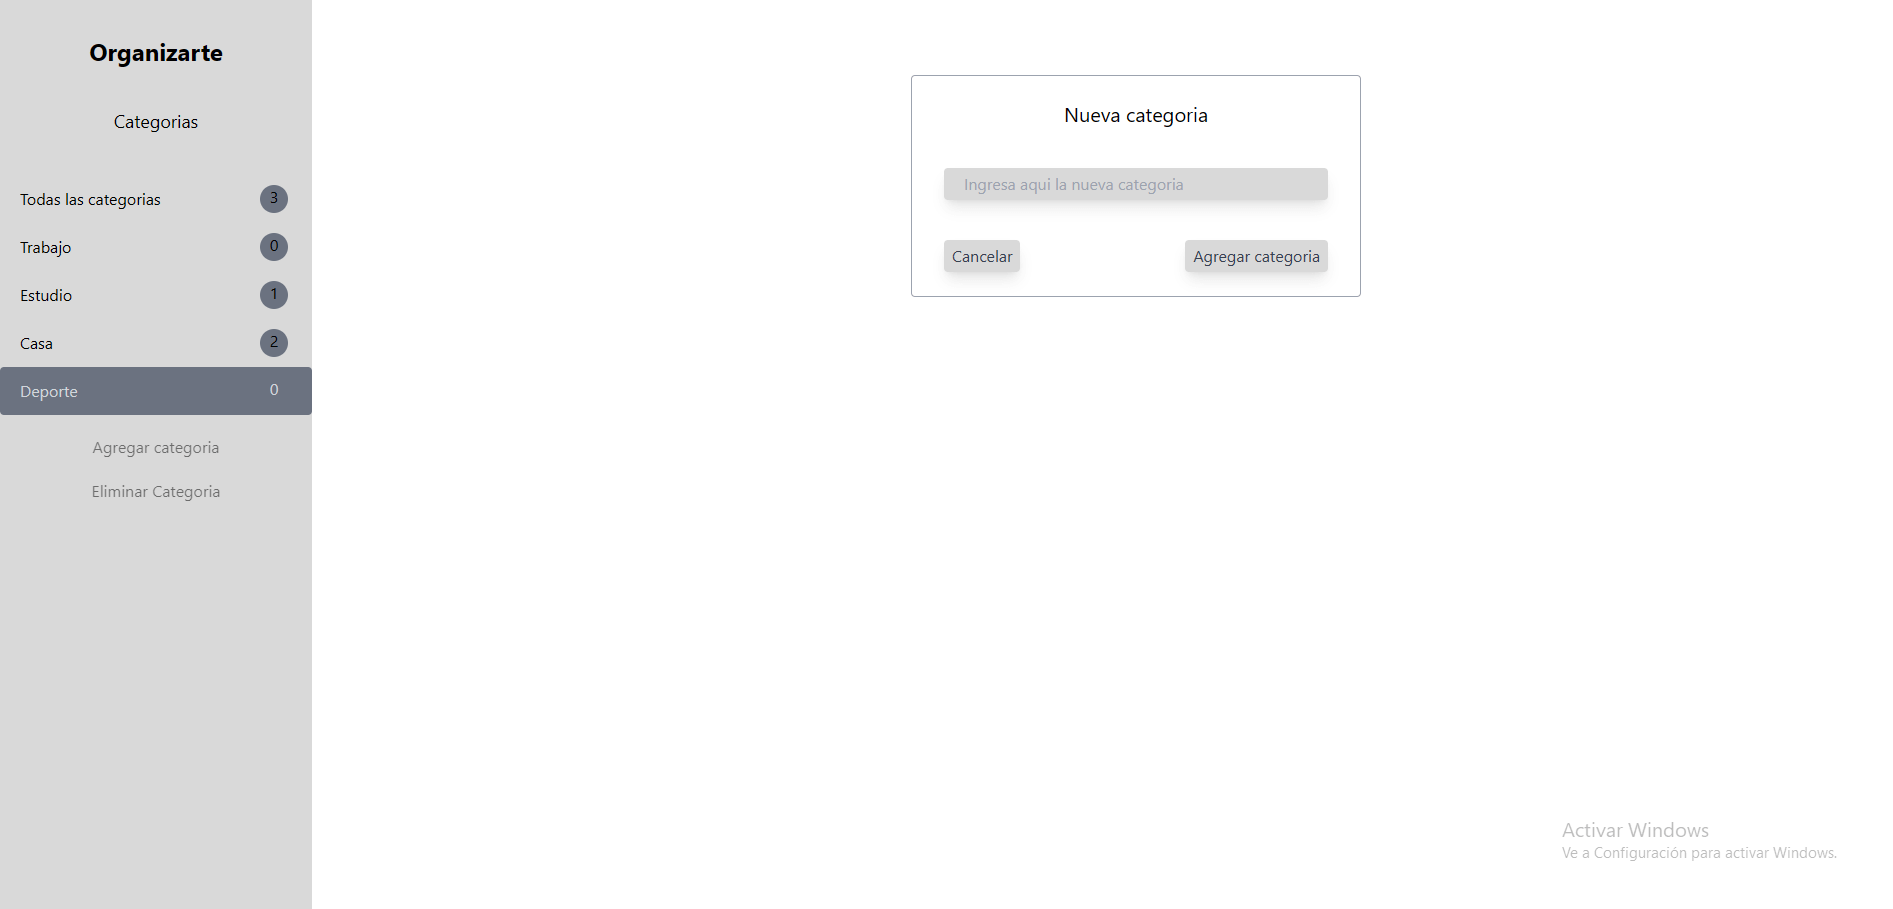 Organizarte
Categorias
Todas las categorias 3
Trabajo 0
Estudio 1
Casa 2
Deporte 0
Agregar categoria
Eliminar Categoria
Nueva categoria
Ingresa aqui la nueva categoria
Cancelar Agregar categoria
Activar Windows
Ve a Configuración para activar Windows.